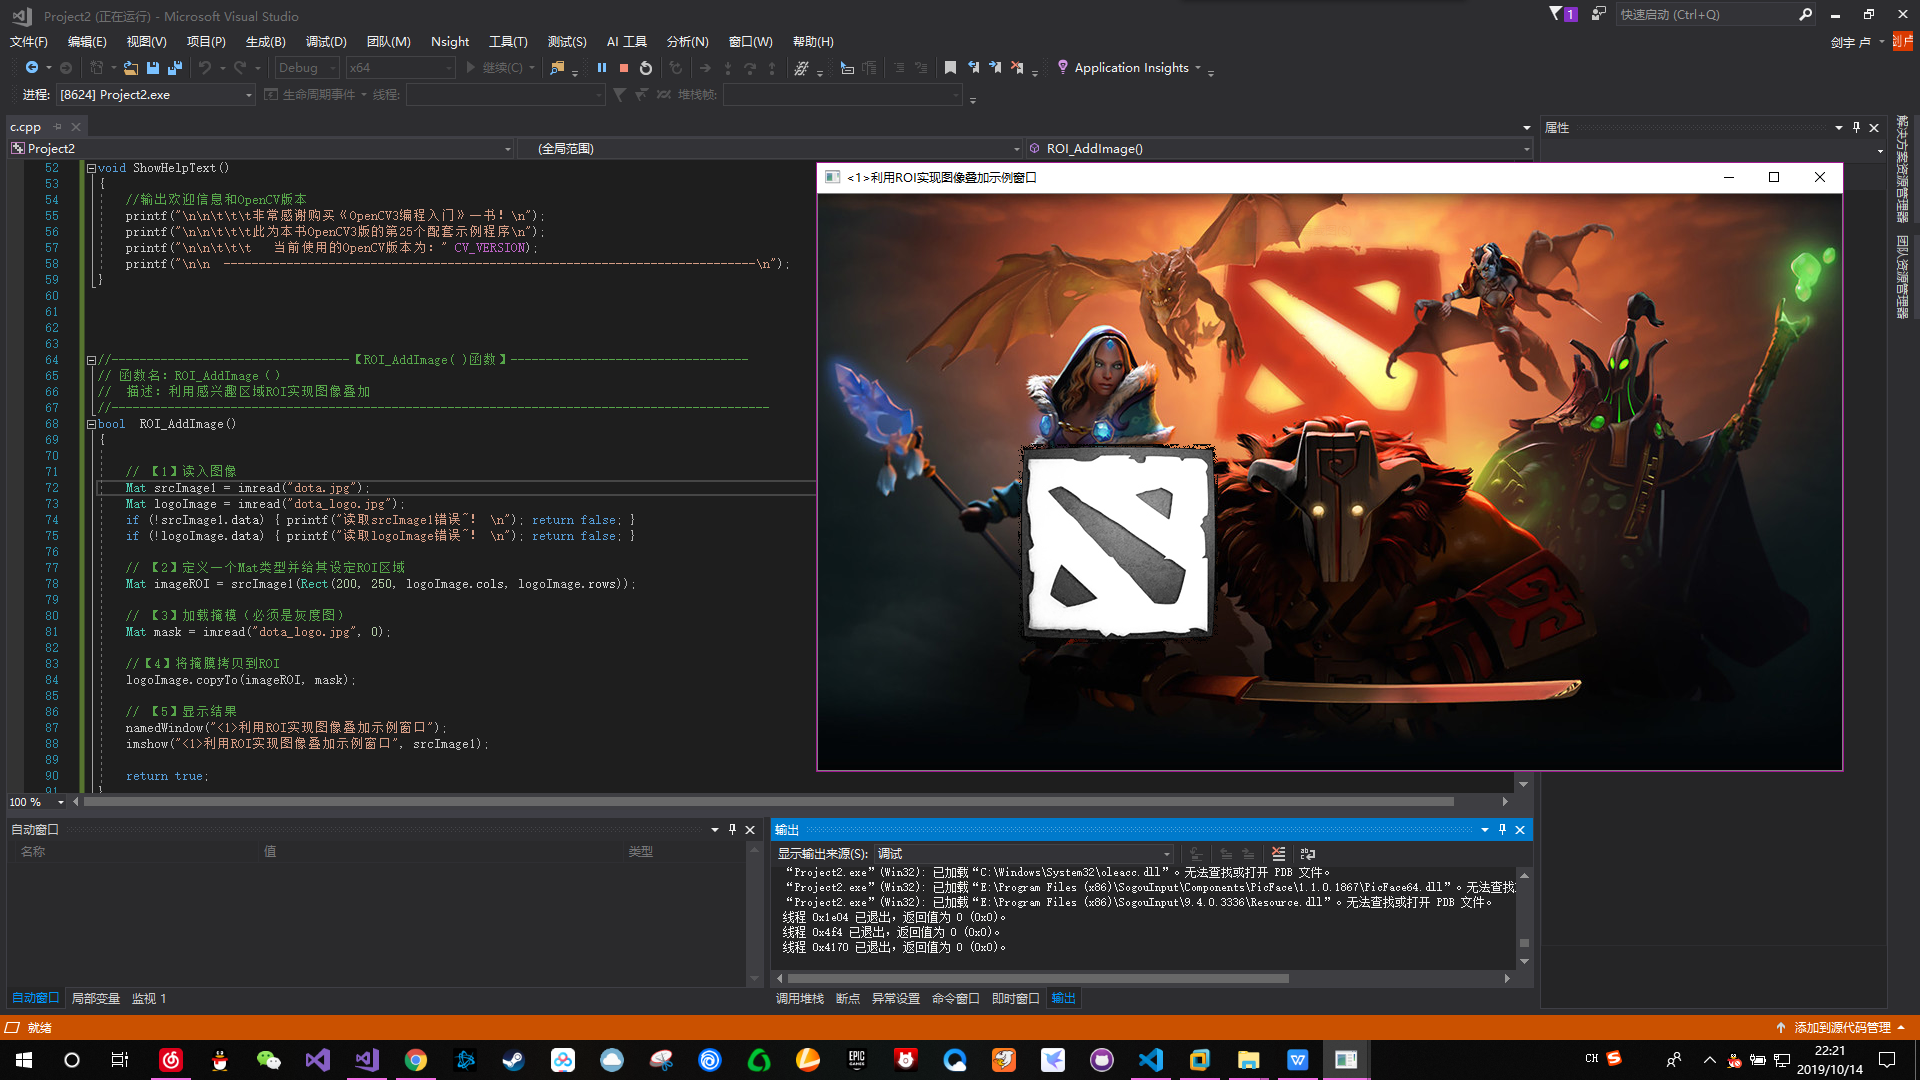 Project2 (正在运行) - Microsoft Visual Studio
1
快速启动 (Ctrl+Q)
文件(F) 编辑(E) 视图(V) 项目(P) 生成(B) 调试(D) 团队(M) Nsight 工具(T) 测试(S) AI 工具 分析(N) 窗口(W) 帮助(H)
剑宇 卢
剑卢
Debug x64 继续(C) Application Insights
进程: [8624] Project2.exe 生命周期事件 线程: 堆栈帧:
c.cpp
Project2 (全局范围) ROI_AddImage()
52 void ShowHelpText()
53 {
54 //输出欢迎信息和OpenCV版本
55 printf("\n\n\t\t\t非常感谢购买《OpenCV3编程入门》一书！\n");
56 printf("\n\n\t\t\t此为本书OpenCV3版的第25个配套示例程序\n");
57 printf("\n\n\t\t\t   当前使用的OpenCV版本为：" CV_VERSION);
58 printf("\n\n  ----------------------------------------------------------------------------\n");
59 }
60
61
62
63
64 //----------------------------------【ROI_AddImage( )函数】----------------------------------
65 // 函数名：ROI_AddImage（）
66 //  描述：利用感兴趣区域ROI实现图像叠加
67 //----------------------------------------------------------------------------------------------
68 bool  ROI_AddImage()
69 {
70
71 // 【1】读入图像
72 Mat srcImage1 = imread("dota.jpg");
73 Mat logoImage = imread("dota_logo.jpg");
74 if (!srcImage1.data) { printf("读取srcImage1错误~！ \n"); return false; }
75 if (!logoImage.data) { printf("读取logoImage错误~！ \n"); return false; }
76
77 // 【2】定义一个Mat类型并给其设定ROI区域
78 Mat imageROI = srcImage1(Rect(200, 250, logoImage.cols, logoImage.rows));
79
80 // 【3】加载掩模（必须是灰度图）
81 Mat mask = imread("dota_logo.jpg", 0);
82
83 //【4】将掩膜拷贝到ROI
84 logoImage.copyTo(imageROI, mask);
85
86 // 【5】显示结果
87 namedWindow("<1>利用ROI实现图像叠加示例窗口");
88 imshow("<1>利用ROI实现图像叠加示例窗口", srcImage1);
89
90 return true;
91 }
100 %
<1>利用ROI实现图像叠加示例窗口
属性
解决方案资源管理器
团队资源管理器
自动窗口
名称 值 类型
自动窗口 局部变量 监视 1
输出
显示输出来源(S): 调试
“Project2.exe”(Win32): 已加载“C:\Windows\System32\oleacc.dll”。无法查找或打开 PDB 文件。
“Project2.exe”(Win32): 已加载“E:\Program Files (x86)\SogouInput\Components\PicFace\1.1.0.1867\PicFace64.dll”。无法查找
“Project2.exe”(Win32): 已加载“E:\Program Files (x86)\SogouInput\9.4.0.3336\Resource.dll”。无法查找或打开 PDB 文件。
线程 0x1e04 已退出，返回值为 0 (0x0)。
线程 0x4f4 已退出，返回值为 0 (0x0)。
线程 0x4170 已退出，返回值为 0 (0x0)。
调用堆栈 断点 异常设置 命令窗口 即时窗口 输出
就绪
添加到源代码管理
EPIC GAMES
CH
22:21
2019/10/14